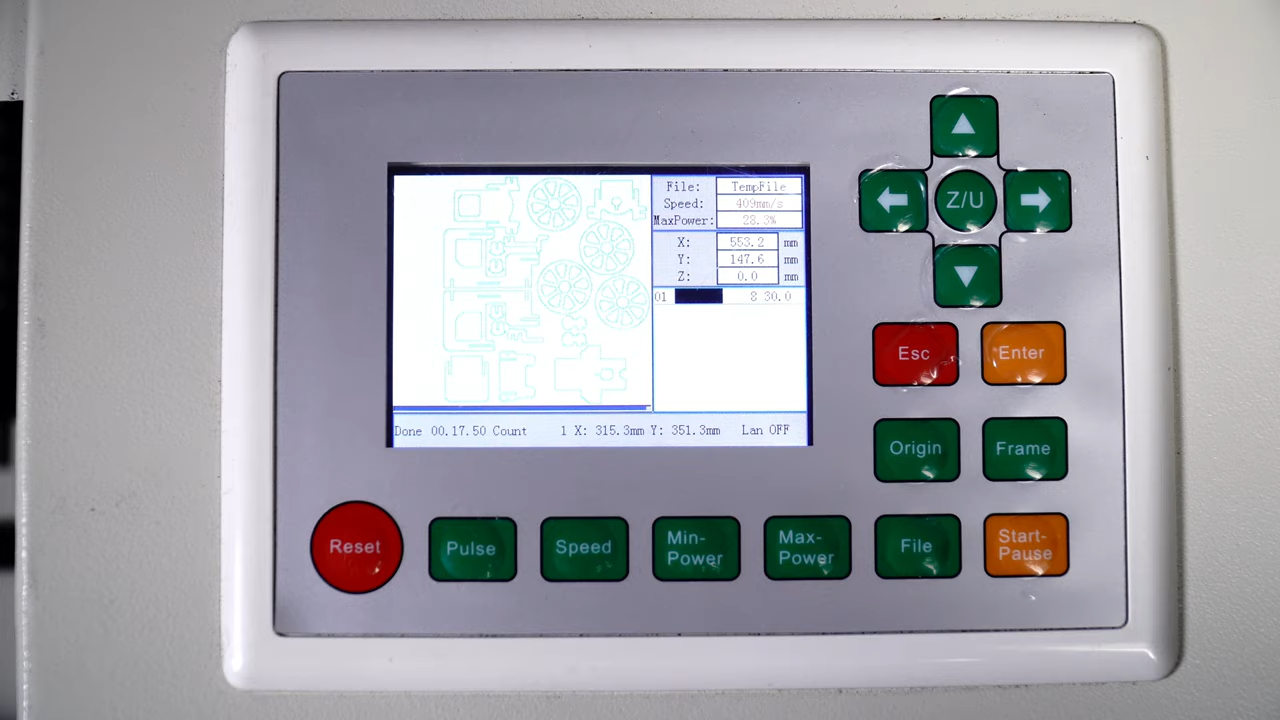 File: TempFile
Speed: 409mm/s
MaxPower: 28.3%
X: 553.2 mm
Y: 147.6 mm
Z: 0.0 mm
01 8 30.0
Done 00.17.50 Count 1 X: 315.3mm Y: 351.3mm Lan OFF
Z/U
Esc
Enter
Origin
Frame
Reset
Pulse
Speed
Min-
Power
Max-
Power
File
Start-
Pause